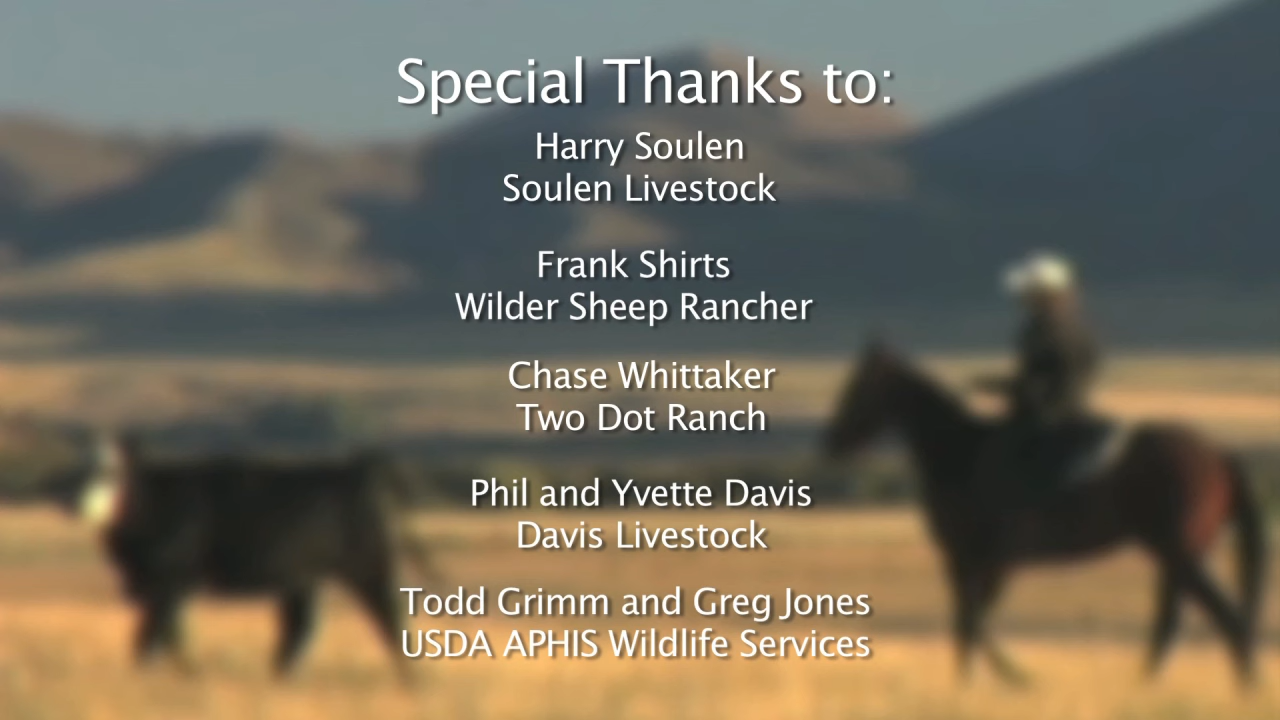 Special Thanks to:
Harry Soulen
Soulen Livestock
Frank Shirts
Wilder Sheep Rancher
Chase Whittaker
Two Dot Ranch
Phil and Yvette Davis
Davis Livestock
Todd Grimm and Greg Jones
USDA APHIS Wildlife Services